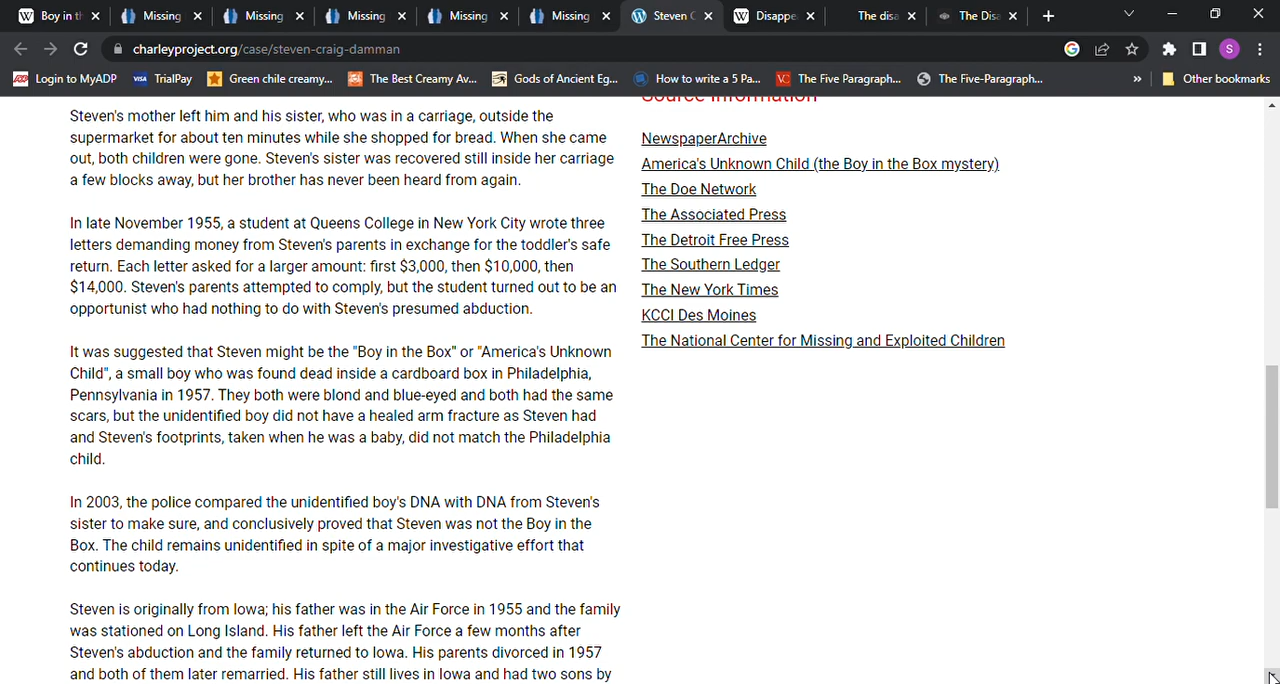 Boy in t
Missing
Missing
Missing
Missing
Missing
Steven C
Disappe
The disa
The Disa
charleyproject.org/case/steven-craig-damman
S
Login to MyADP
VISA
TrialPay
Green chile creamy...
The Best Creamy Av...
Gods of Ancient Eg...
How to write a 5 Pa...
VC
The Five Paragraph...
The Five-Paragraph...
»
Other bookmarks
Steven's mother left him and his sister, who was in a carriage, outside the
supermarket for about ten minutes while she shopped for bread. When she came
out, both children were gone. Steven's sister was recovered still inside her carriage
a few blocks away, but her brother has never been heard from again.
In late November 1955, a student at Queens College in New York City wrote three
letters demanding money from Steven's parents in exchange for the toddler's safe
return. Each letter asked for a larger amount: first $3,000, then $10,000, then
$14,000. Steven's parents attempted to comply, but the student turned out to be an
opportunist who had nothing to do with Steven's presumed abduction.
It was suggested that Steven might be the "Boy in the Box" or "America's Unknown
Child", a small boy who was found dead inside a cardboard box in Philadelphia,
Pennsylvania in 1957. They both were blond and blue-eyed and both had the same
scars, but the unidentified boy did not have a healed arm fracture as Steven had
and Steven's footprints, taken when he was a baby, did not match the Philadelphia
child.
In 2003, the police compared the unidentified boy's DNA with DNA from Steven's
sister to make sure, and conclusively proved that Steven was not the Boy in the
Box. The child remains unidentified in spite of a major investigative effort that
continues today.
Steven is originally from Iowa; his father was in the Air Force in 1955 and the family
was stationed on Long Island. His father left the Air Force a few months after
Steven's abduction and the family returned to Iowa. His parents divorced in 1957
and both of them later remarried. His father still lives in Iowa and had two sons by
Source Information
NewspaperArchive
America's Unknown Child (the Boy in the Box mystery)
The Doe Network
The Associated Press
The Detroit Free Press
The Southern Ledger
The New York Times
KCCI Des Moines
The National Center for Missing and Exploited Children